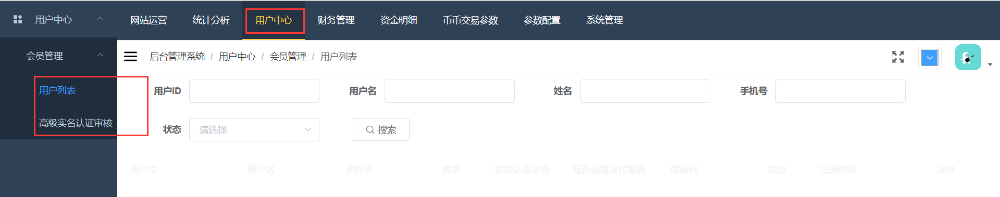 用户中心 网站运营 统计分析 用户中心 财务管理 资金明细 币币交易参数 参数配置 系统管理
会员管理
后台管理系统 / 用户中心 / 会员管理 / 用户列表
用户列表
高级实名认证审核
用户ID 用户名 姓名 手机号
状态 请选择 搜索
用户ID 用户名 手机号 姓名 实名认证状态 是否设置支付密码 邀请码 状态 注册时间 操作